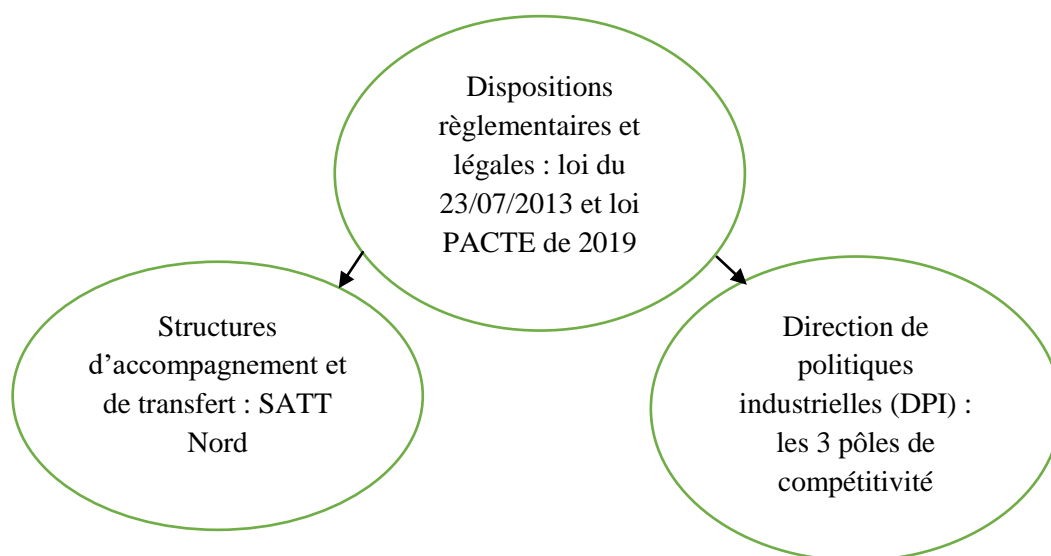 Dispositions
règlementaires et
légales : loi du
23/07/2013 et loi
PACTE de 2019
Structures
d’accompagnement et
de transfert : SATT
Nord
Direction de
politiques
industrielles (DPI) :
les 3 pôles de
compétitivité